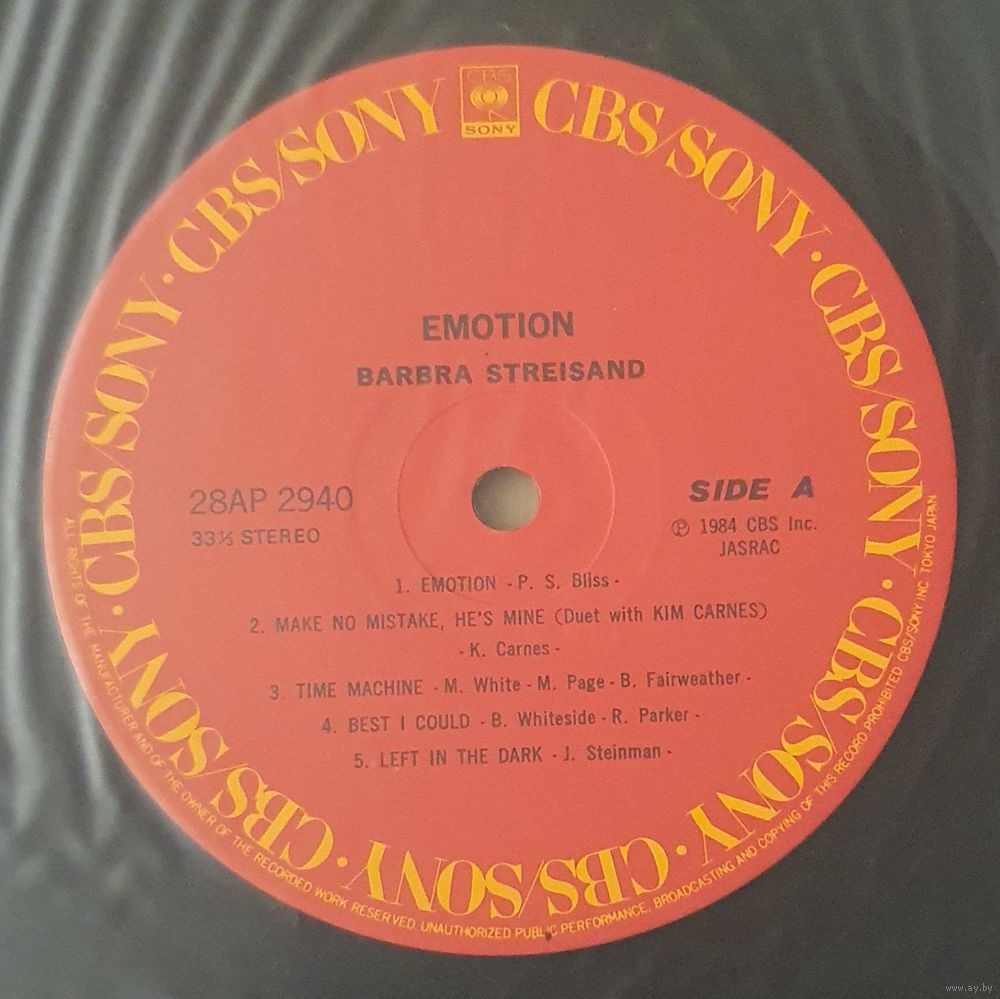 CBS
SONY
CBS/SONY · CBS/SONY · CBS/SONY · CBS/SONY · CBS/SONY · CBS/SONY · CBS/SONY · CBS/SONY
EMOTION
BARBRA STREISAND
28AP 2940
33⅓ STEREO
SIDE A
Ⓟ 1984 CBS Inc.
JASRAC
1. EMOTION - P. S. Bliss -
2. MAKE NO MISTAKE, HE'S MINE (Duet with KIM CARNES)
- K. Carnes -
3. TIME MACHINE - M. White - M. Page - B. Fairweather -
4. BEST I COULD - B. Whiteside - R. Parker -
5. LEFT IN THE DARK - J. Steinman -
ALL RIGHTS OF THE MANUFACTURER AND OF THE OWNER OF THE RECORDED WORK RESERVED. UNAUTHORIZED PUBLIC PERFORMANCE, BROADCASTING AND COPYING OF THIS RECORD PROHIBITED CBS/SONY INC. TOKYO JAPAN
www.ay.by